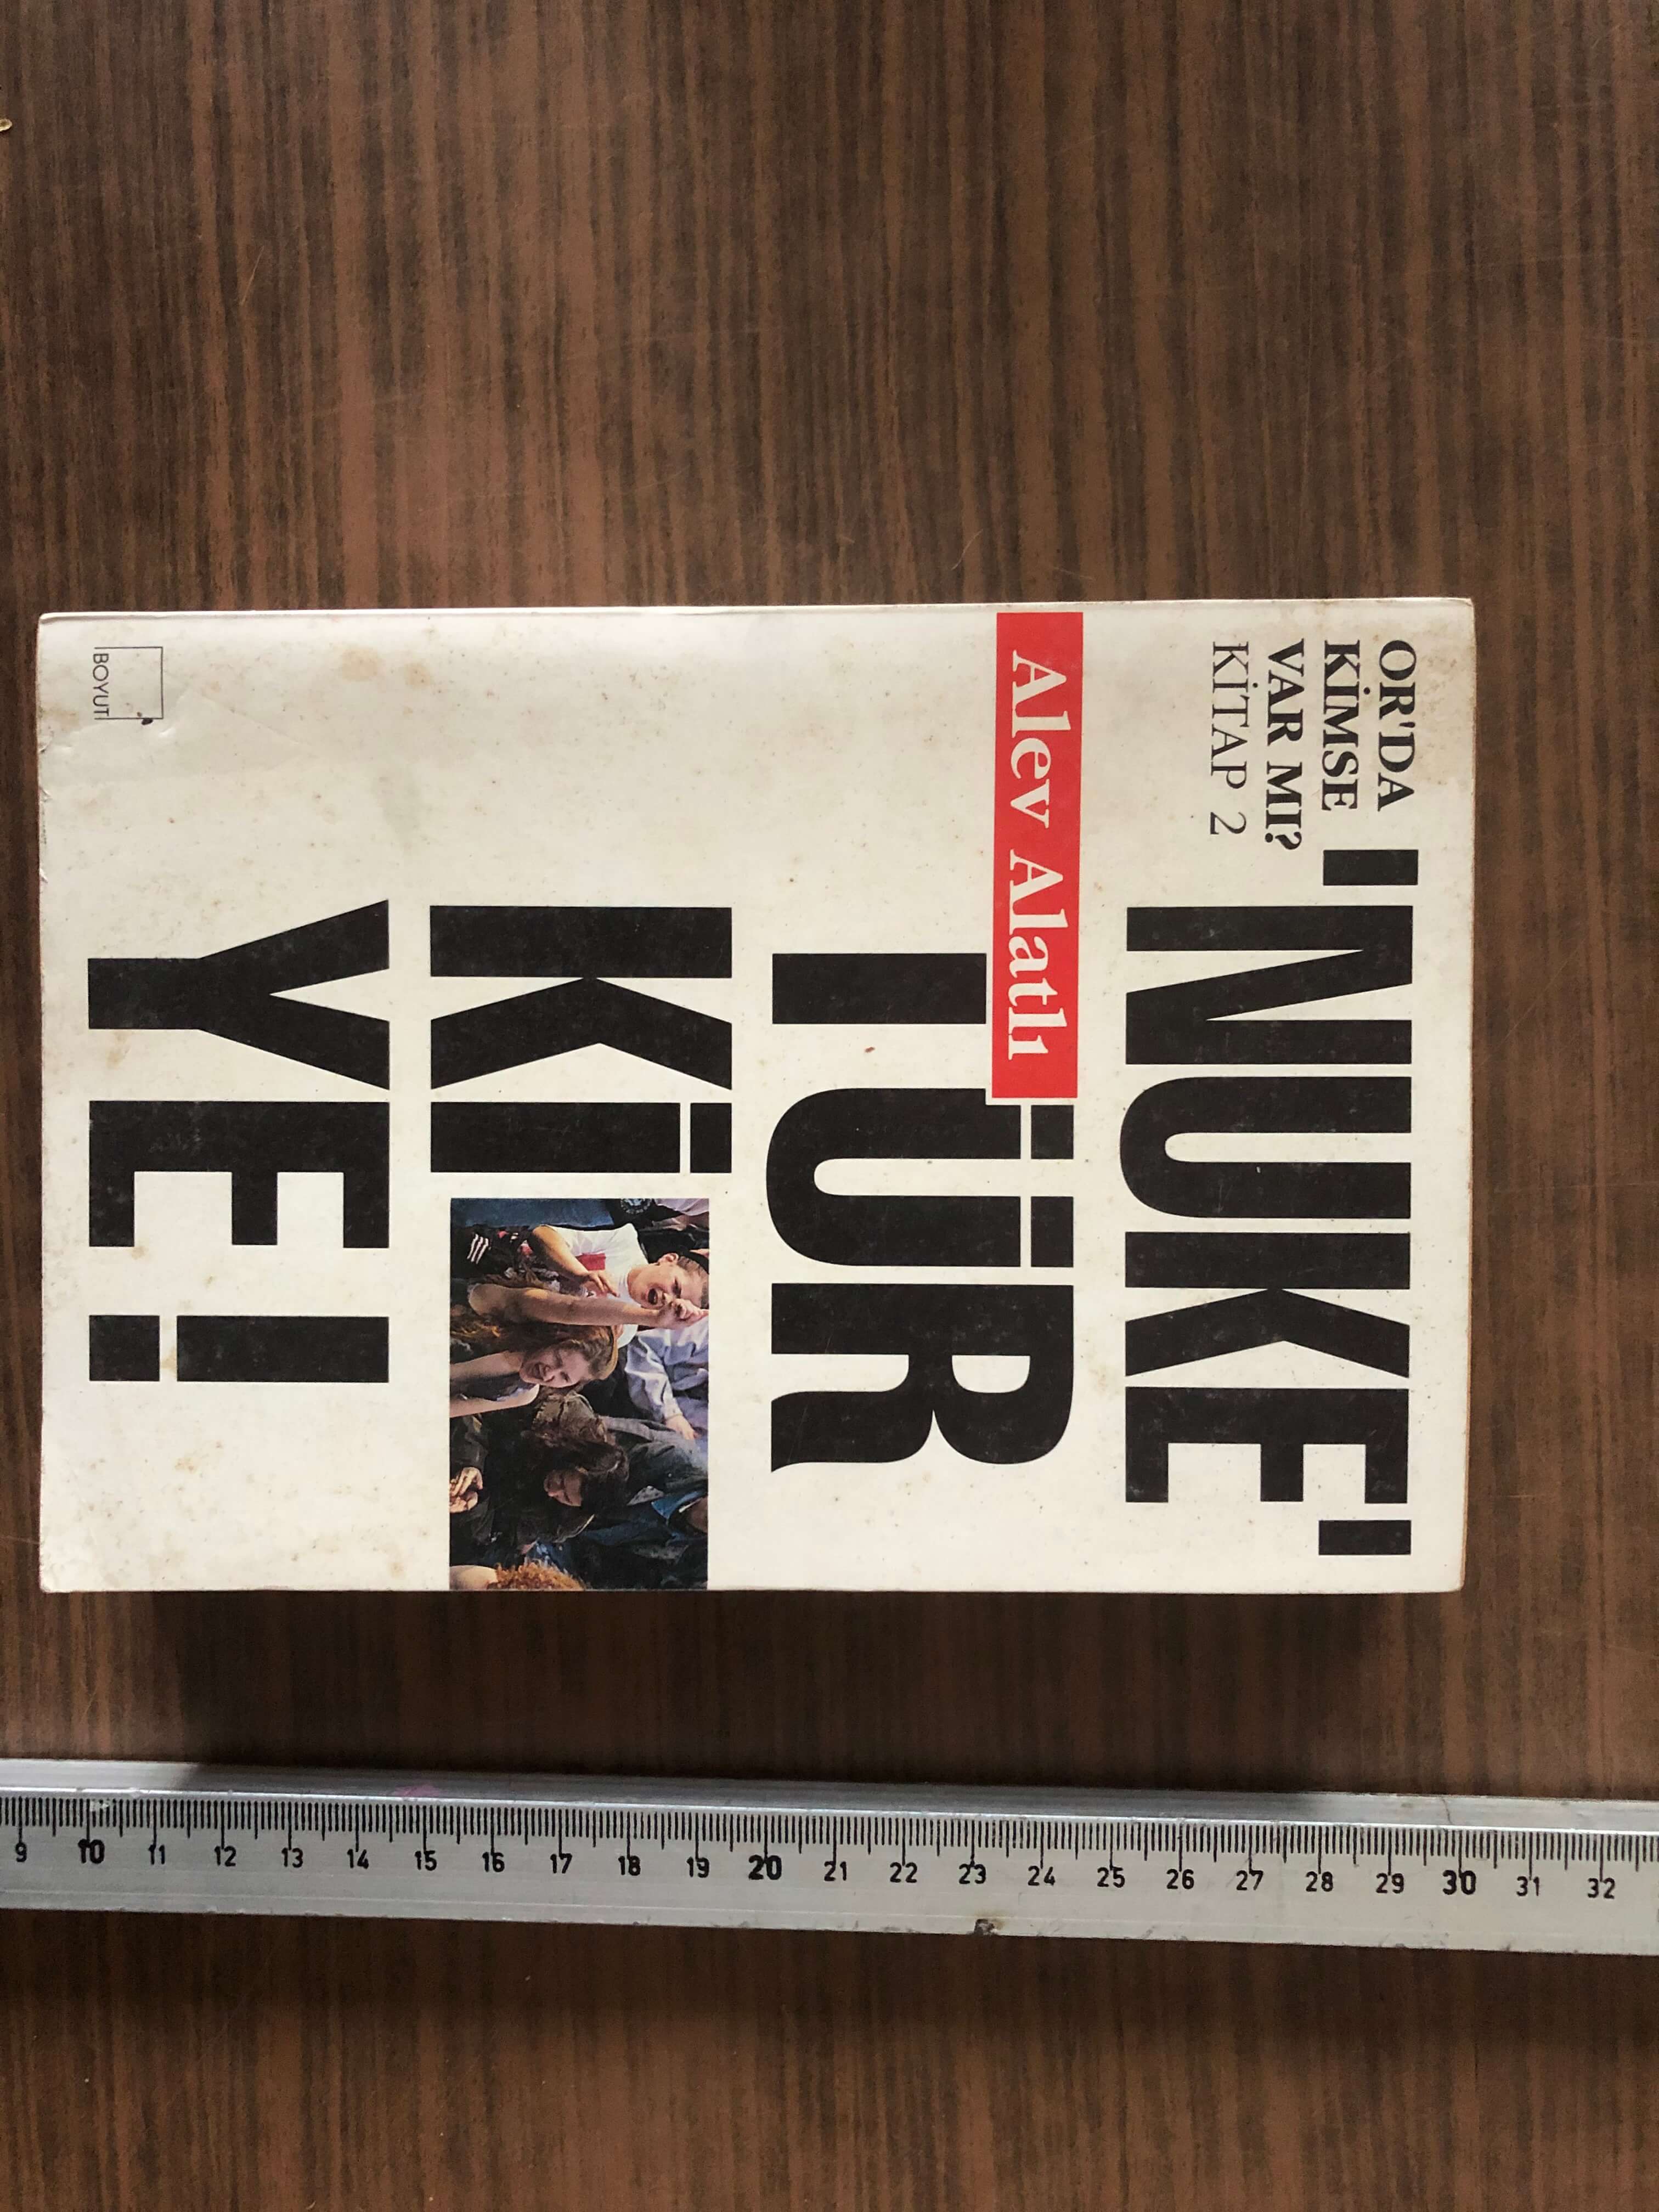 OR'DA
KİMSE
VAR MI?
KİTAP 2
'NUKE'
Alev Alatlı
TÜR
Kİ
YE!
BOYUT
9 10 11 12 13 14 15 16 17 18 19 20 21 22 23 24 25 26 27 28 29 30 31 32